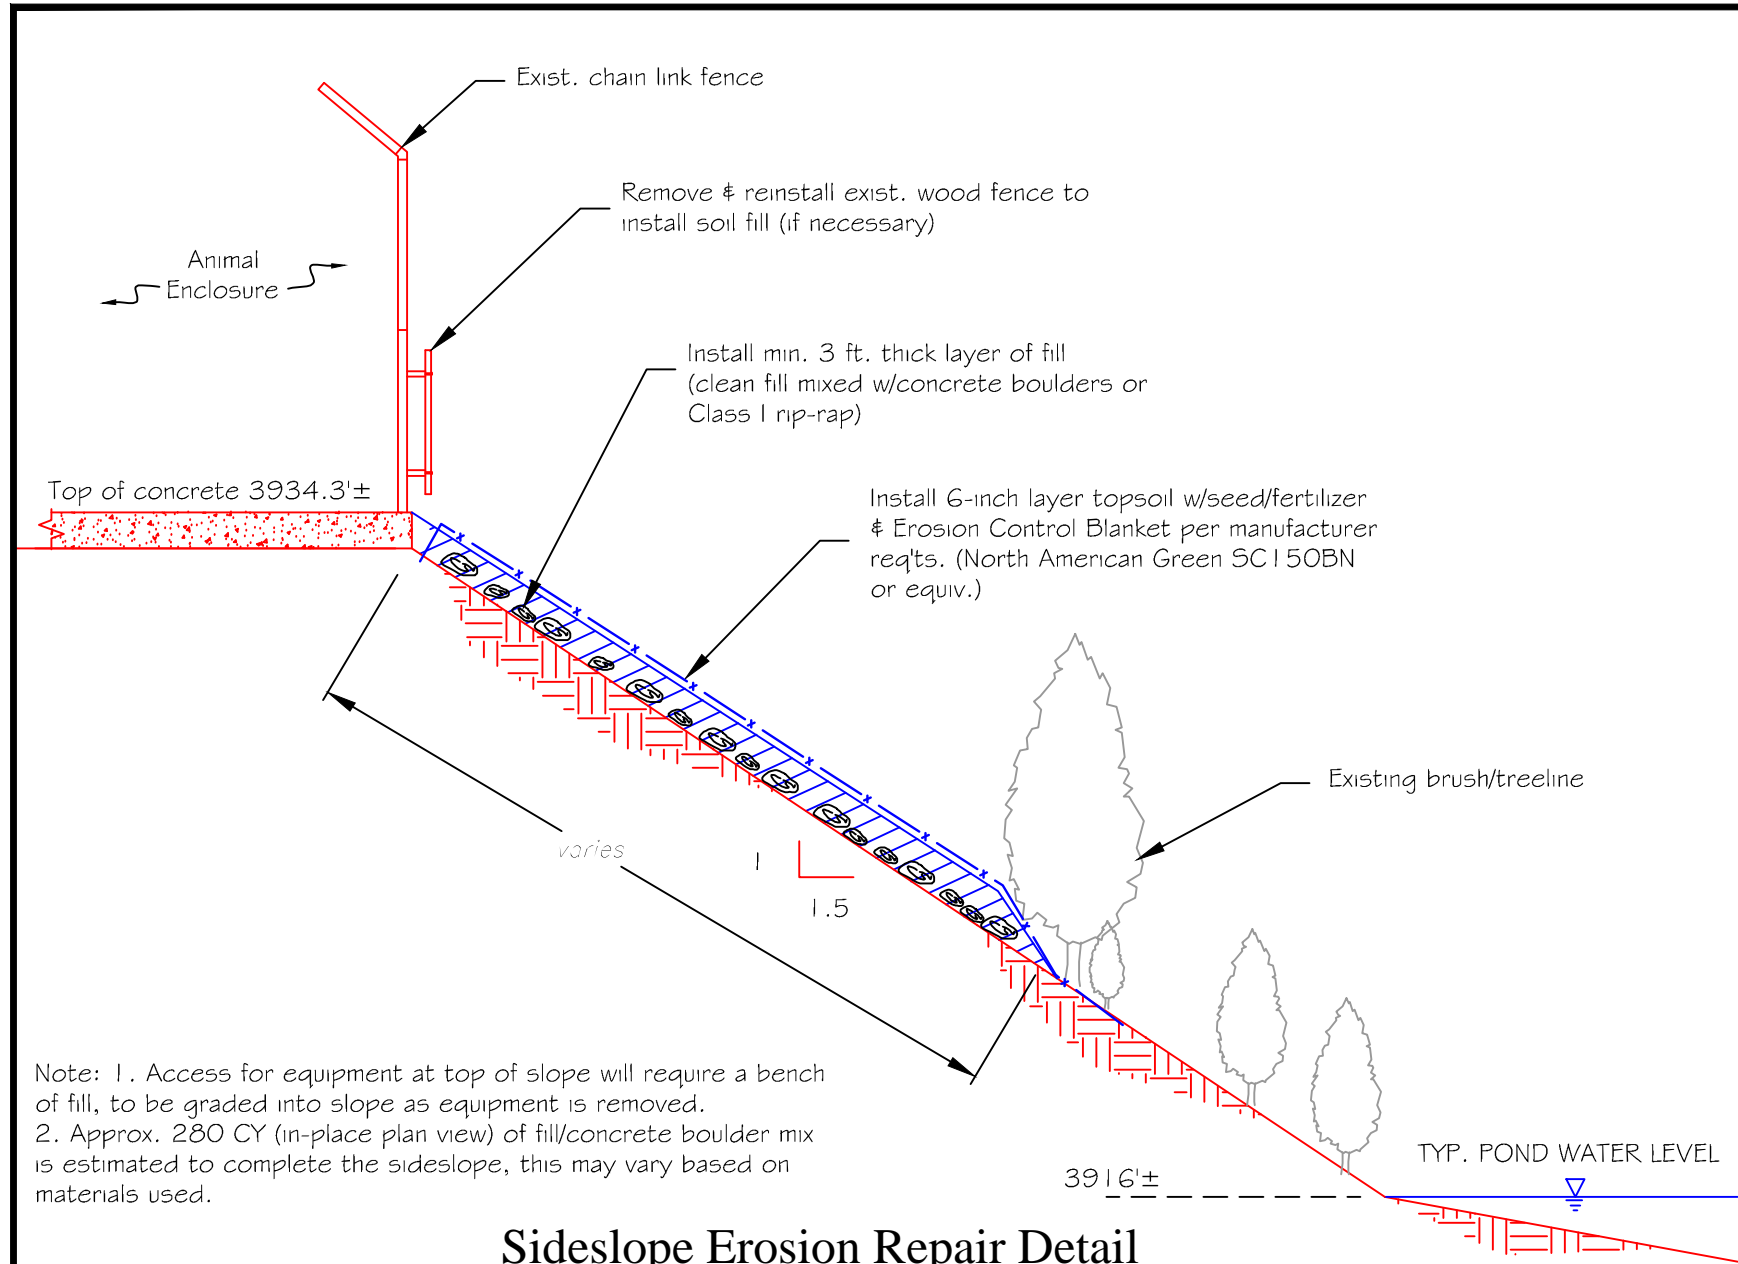 Exist. chain link fence
Remove & reinstall exist. wood fence to
install soil fill (if necessary)
Animal
Enclosure
Install min. 3 ft. thick layer of fill
(clean fill mixed w/concrete boulders or
Class I rip-rap)
Top of concrete 3934.3'±
Install 6-inch layer topsoil w/seed/fertilizer
& Erosion Control Blanket per manufacturer
req'ts. (North American Green SC150BN
or equiv.)
Existing brush/treeline
varies
1
1.5
Note: 1. Access for equipment at top of slope will require a bench
of fill, to be graded into slope as equipment is removed.
2. Approx. 280 CY (in-place plan view) of fill/concrete boulder mix
is estimated to complete the sideslope, this may vary based on
materials used.
TYP. POND WATER LEVEL
3916'±
Sideslope Erosion Repair Detail